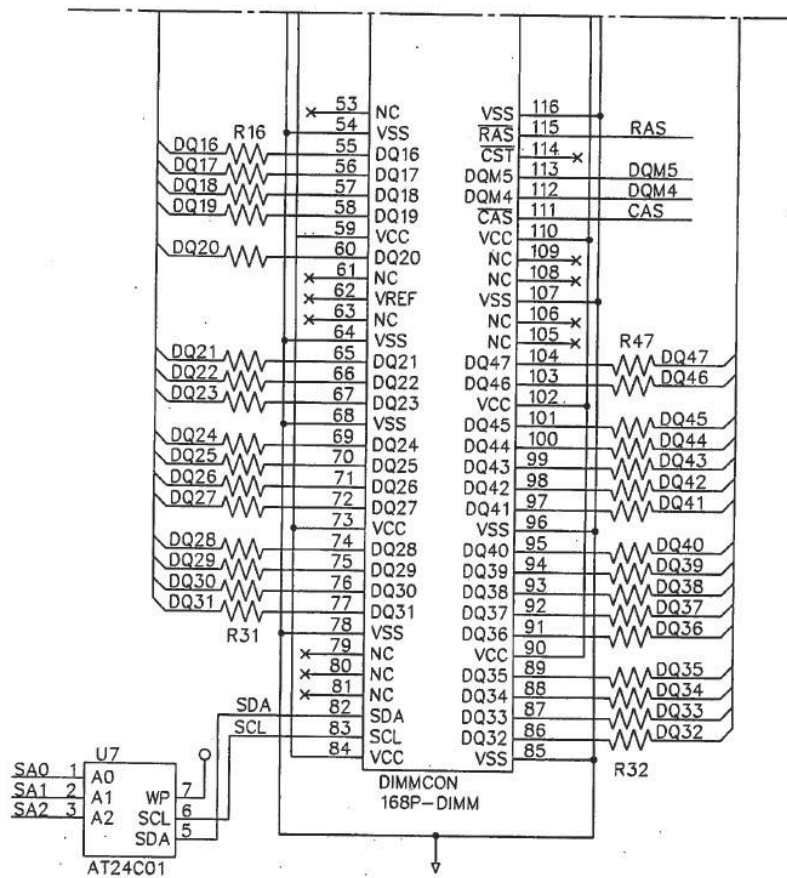 53 NC VSS 116
54 VSS RAS 115 RAS
DQ16 R16 55 DQ16 CST 114
DQ17 56 DQ17 DQM5 113 DQM5
DQ18 57 DQ18 DQM4 112 DQM4
DQ19 58 DQ19 CAS 111 CAS
59 VCC VCC 110
DQ20 60 DQ20 NC 109
61 NC NC 108
62 VREF VSS 107
63 NC NC 106
64 VSS NC 105 R47
DQ21 65 DQ21 DQ47 104 DQ47
DQ22 66 DQ22 DQ46 103 DQ46
DQ23 67 DQ23 VCC 102
68 VSS DQ45 101 DQ45
DQ24 69 DQ24 DQ44 100 DQ44
DQ25 70 DQ25 DQ43 99 DQ43
DQ26 71 DQ26 DQ42 98 DQ42
DQ27 72 DQ27 DQ41 97 DQ41
73 VCC VSS 96
DQ28 74 DQ28 DQ40 95 DQ40
DQ29 75 DQ29 DQ39 94 DQ39
DQ30 76 DQ30 DQ38 93 DQ38
DQ31 77 DQ31 DQ37 92 DQ37
R31 78 VSS DQ36 91 DQ36
79 NC VCC 90
80 NC DQ35 89 DQ35
81 NC DQ34 88 DQ34
SDA 82 SDA DQ33 87 DQ33
SCL 83 SCL DQ32 86 DQ32
84 VCC VSS 85 R32
DIMMCON
168P-DIMM
U7
SA0 1 A0
SA1 2 A1 WP 7
SA2 3 A2 SCL 6
SDA 5
AT24C01